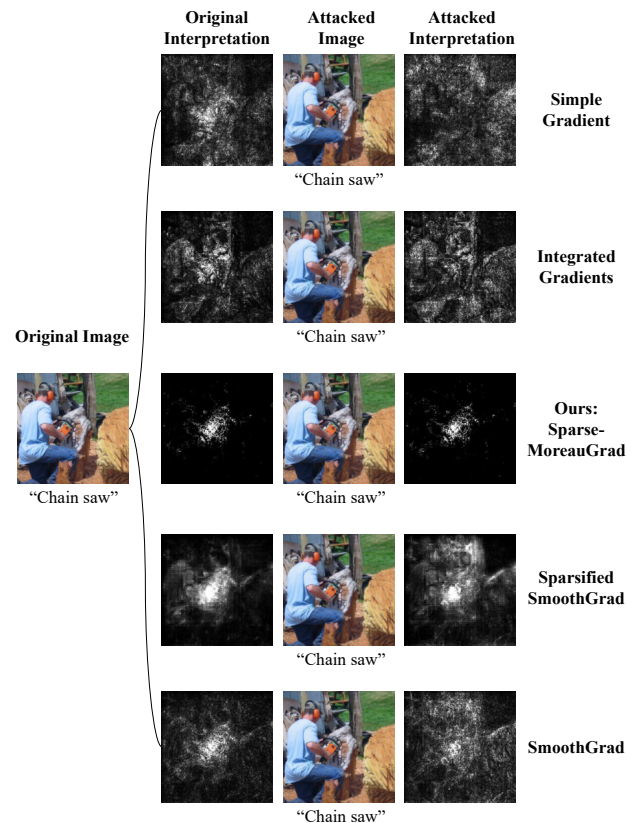 Original
Interpretation
Attacked
Image
Attacked
Interpretation
Simple
Gradient
“Chain saw”
Integrated
Gradients
“Chain saw”
Original Image
“Chain saw”
Ours:
Sparse-
MoreauGrad
“Chain saw”
Sparsified
SmoothGrad
“Chain saw”
SmoothGrad
“Chain saw”